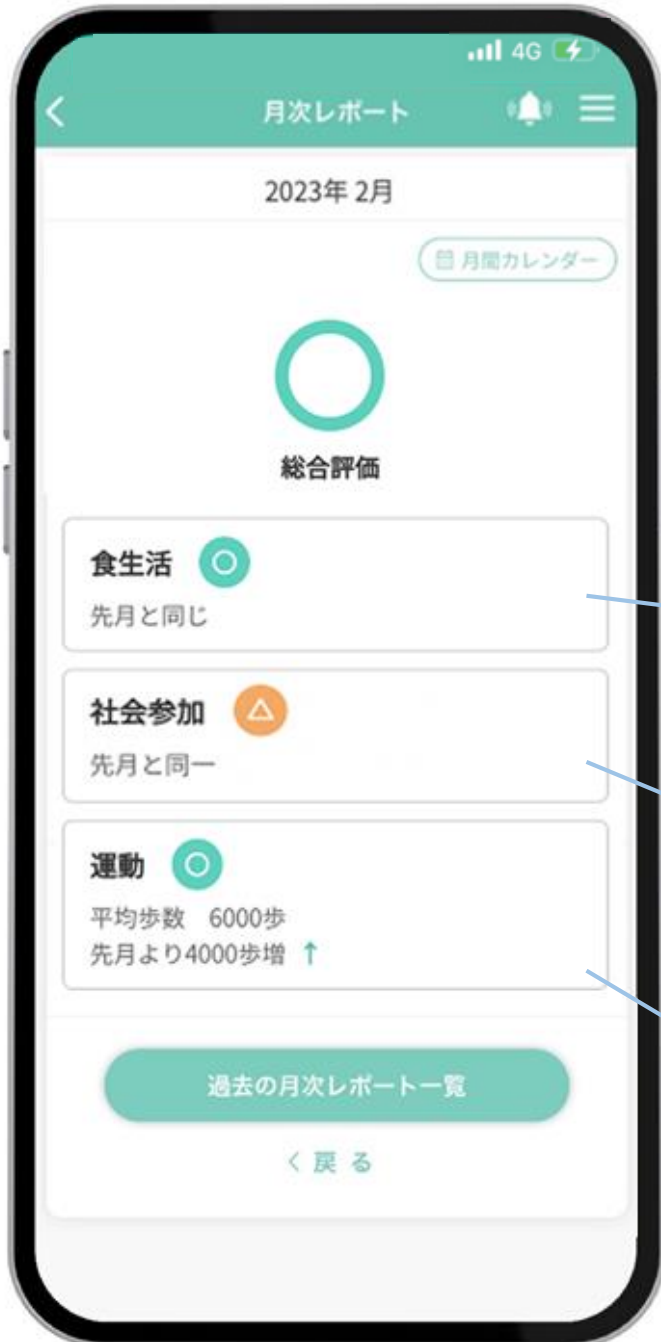 4G
月次レポート
2023年 2月
月間カレンダー
総合評価
食生活
先月と同じ
社会参加
先月と同一
運動
平均歩数 6000歩
先月より4000歩増 ↑
過去の月次レポート一覧
く 戻 る